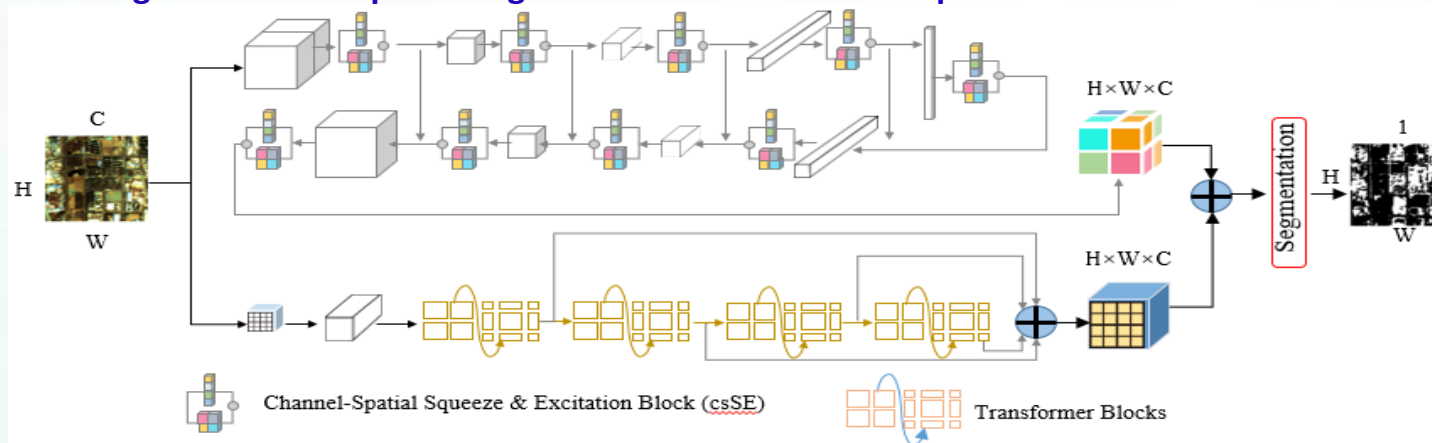 C
H
W
H×W×C
H×W×C
Segmentation
1
H
W
Channel-Spatial Squeeze & Excitation Block (csSE)
Transformer Blocks